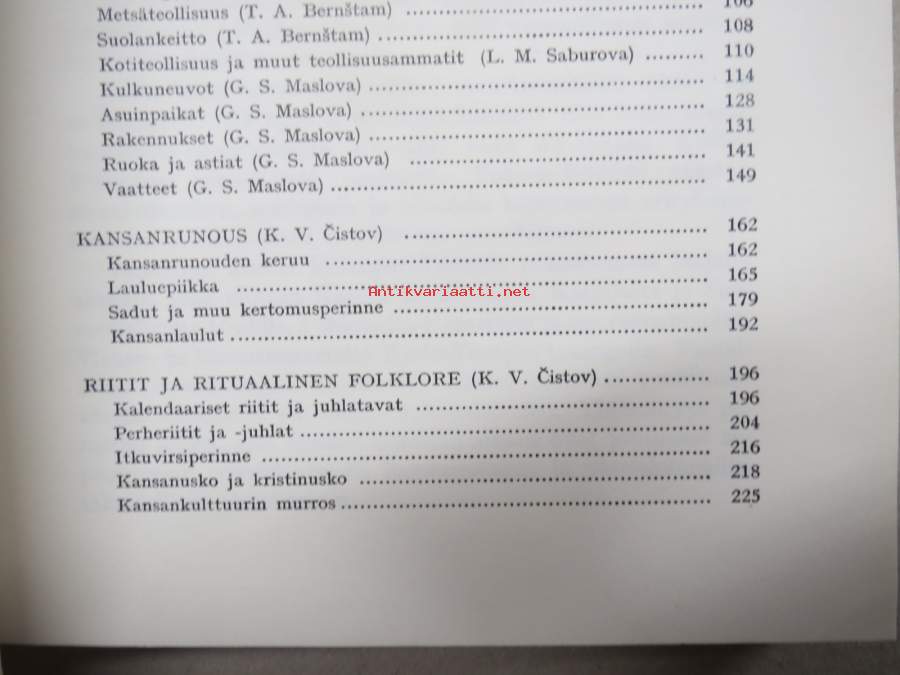 Metsäteollisuus (T. A. Bernštam) .......... 106
Suolankeitto (T. A. Bernštam) .......... 108
Kotiteollisuus ja muut teollisuusammatit (L. M. Saburova) .......... 110
Kulkuneuvot (G. S. Maslova) .......... 114
Asuinpaikat (G. S. Maslova) .......... 128
Rakennukset (G. S. Maslova) .......... 131
Ruoka ja astiat (G. S. Maslova) .......... 141
Vaatteet (G. S. Maslova) .......... 149
KANSANRUNOUS (K. V. Čistov) .......... 162
Kansanrunouden keruu .......... 162
Lauluepiikka .......... 165
Antikvariaatti.net
Sadut ja muu kertomusperinne .......... 179
Kansanlaulut .......... 192
RIITIT JA RITUAALINEN FOLKLORE (K. V. Čistov) .......... 196
Kalendaariset riitit ja juhlatavat .......... 196
Perheriitit ja -juhlat .......... 204
Itkuvirsiperinne .......... 216
Kansanusko ja kristinusko .......... 218
Kansankulttuurin murros .......... 225